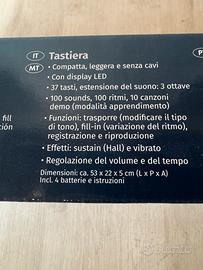 IT Tastiera
MT • Compatta, leggera e senza cavi
• Con display LED
• 37 tasti, estensione del suono: 3 ottave
• 100 sounds, 100 ritmi, 10 canzoni
demo (modalità apprendimento)
fill • Funzioni: trasporre (modificare il tipo
ción di tono), fill-in (variazione del ritmo),
registrazione e riproduzione
• Effetti: sustain (Hall) e vibrato
• Regolazione del volume e del tempo
Dimensioni: ca. 53 x 22 x 5 cm (L x P x A)
Incl. 4 batterie e istruzioni